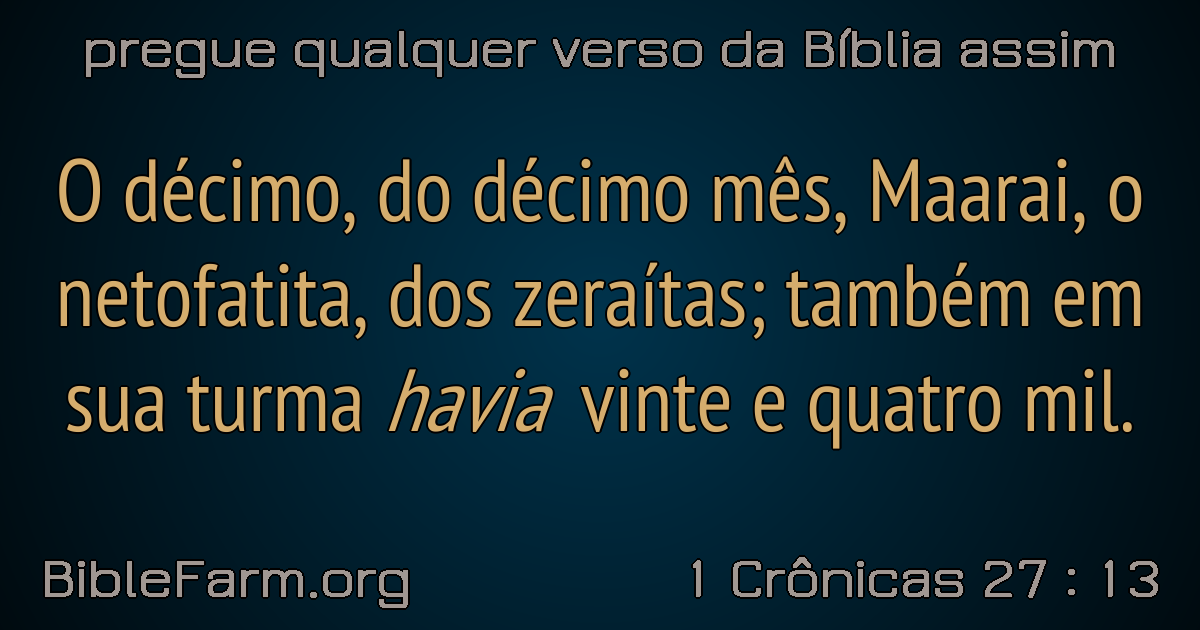 pregue qualquer verso da Bíblia assim
O décimo, do décimo mês, Maarai, o
netofatita, dos zeraítas; também em
sua turma havia vinte e quatro mil.
BibleFarm.org
1 Crônicas 27 : 13